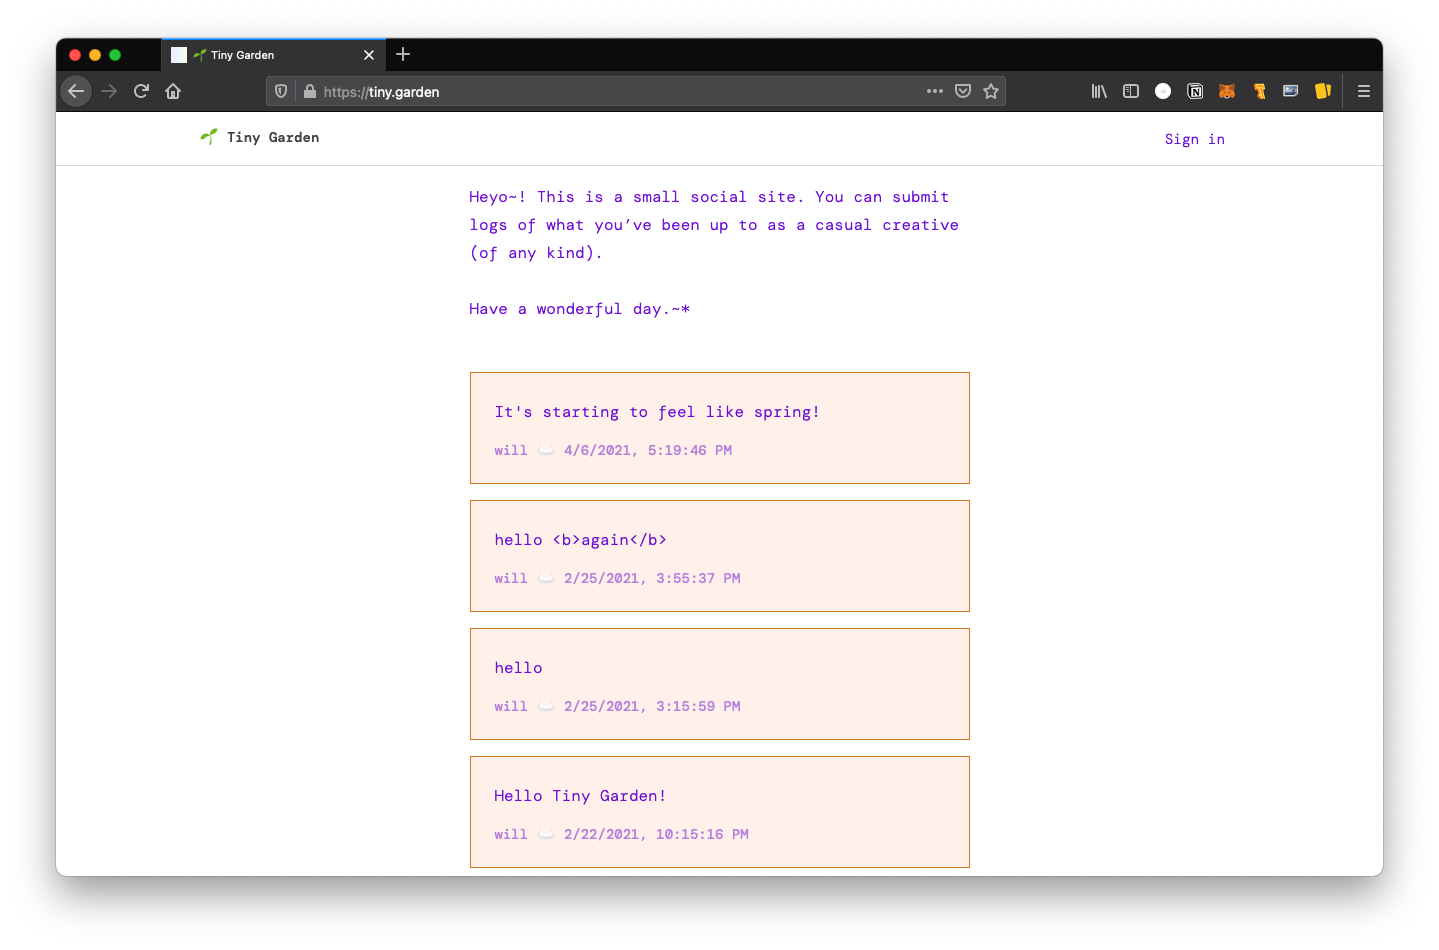 🌱 Tiny Garden
https://tiny.garden
🌱 Tiny Garden
Sign in
Heyo~! This is a small social site. You can submit
logs of what you’ve been up to as a casual creative
(of any kind).
Have a wonderful day.~*
It's starting to feel like spring!
will ☁️ 4/6/2021, 5:19:46 PM
hello <b>again</b>
will ☁️ 2/25/2021, 3:55:37 PM
hello
will ☁️ 2/25/2021, 3:15:59 PM
Hello Tiny Garden!
will ☁️ 2/22/2021, 10:15:16 PM